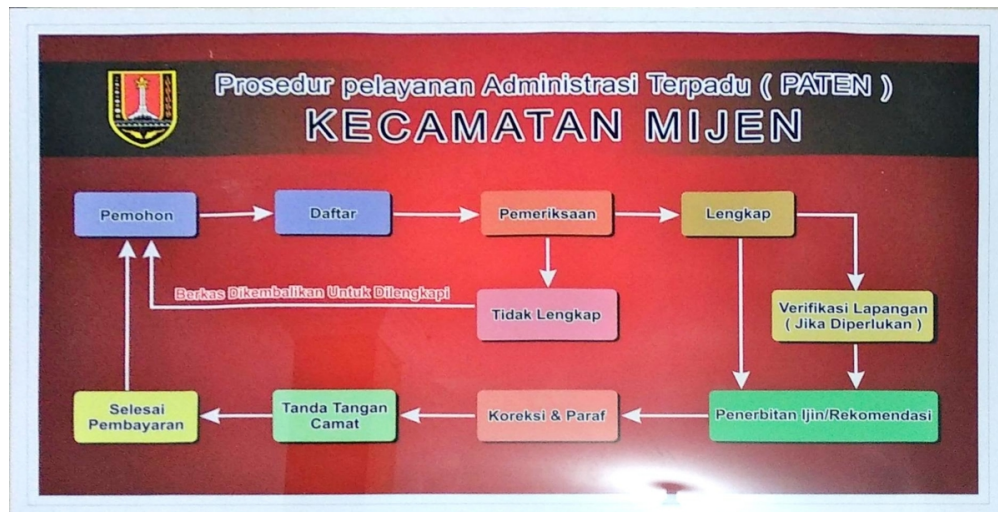 Prosedur pelayanan Administrasi Terpadu ( PATEN )
KECAMATAN MIJEN
Pemohon
Daftar
Pemeriksaan
Lengkap
Berkas Dikembalikan Untuk Dilengkapi
Tidak Lengkap
Verifikasi Lapangan
( Jika Diperlukan )
Selesai
Pembayaran
Tanda Tangan
Camat
Koreksi & Paraf
Penerbitan Ijin/Rekomendasi